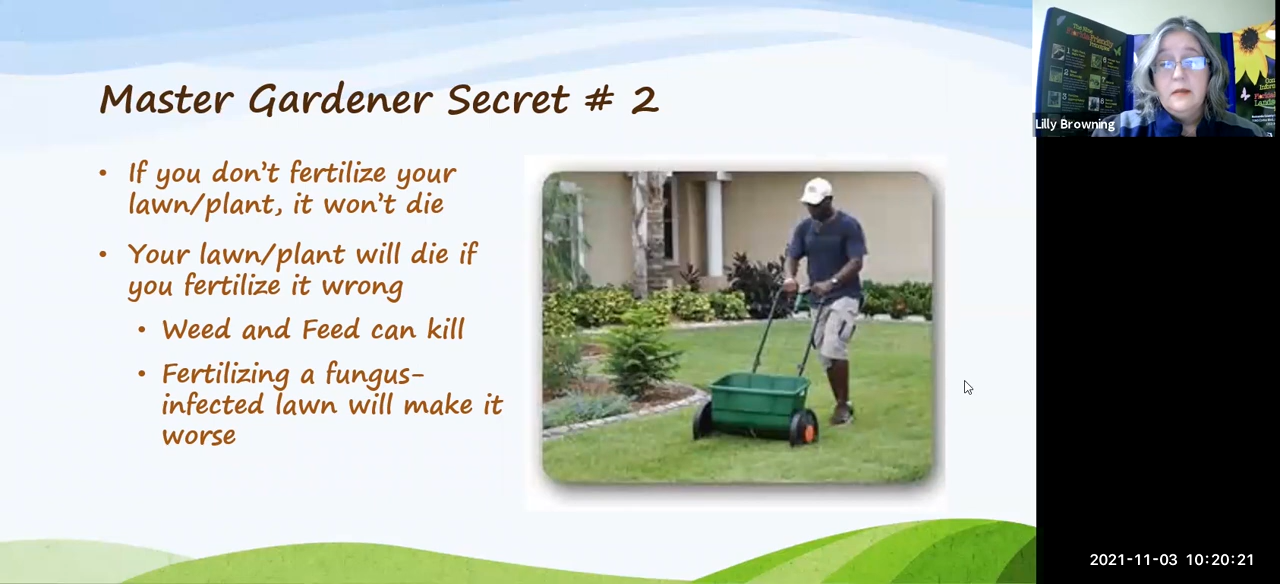 Master Gardener Secret # 2
• If you don't fertilize your
lawn/plant, it won't die
• Your lawn/plant will die if
you fertilize it wrong
• Weed and Feed can kill
• Fertilizing a fungus-
infected lawn will make it
worse
Lilly Browning
2021-11-03 10:20:21